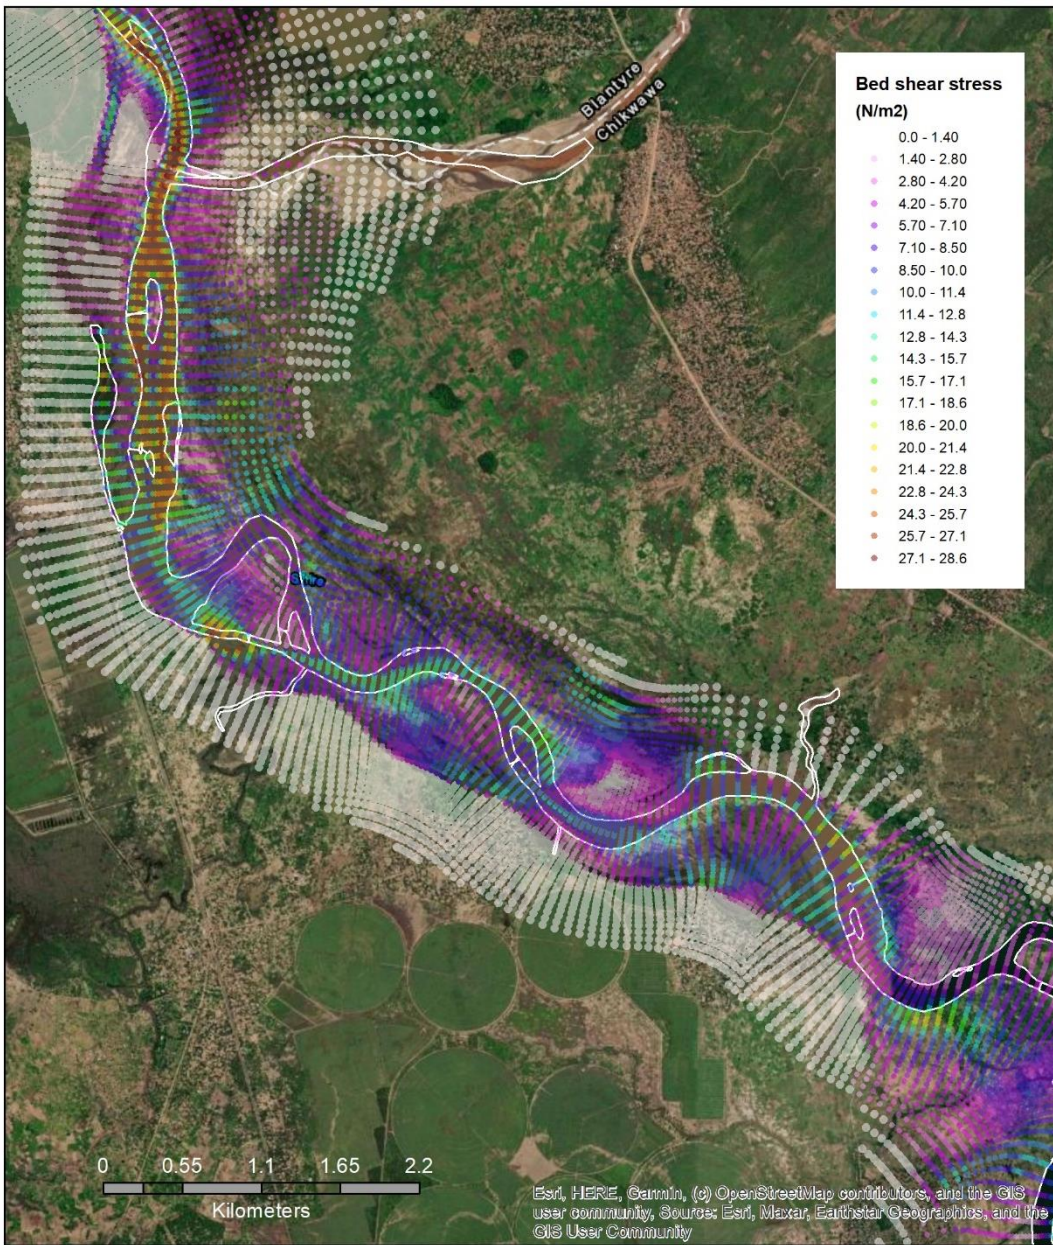 Blantyre
Chikwawa
Bed shear stress
(N/m2)
0.0 - 1.40
1.40 - 2.80
2.80 - 4.20
4.20 - 5.70
5.70 - 7.10
7.10 - 8.50
8.50 - 10.0
10.0 - 11.4
11.4 - 12.8
12.8 - 14.3
14.3 - 15.7
15.7 - 17.1
17.1 - 18.6
18.6 - 20.0
20.0 - 21.4
21.4 - 22.8
22.8 - 24.3
24.3 - 25.7
25.7 - 27.1
27.1 - 28.6
0 0.55 1.1 1.65 2.2
Kilometers
Esri, HERE, Garmin, (c) OpenStreetMap contributors, and the GIS
user community, Source: Esri, Maxar, Earthstar Geographics, and the
GIS User Community